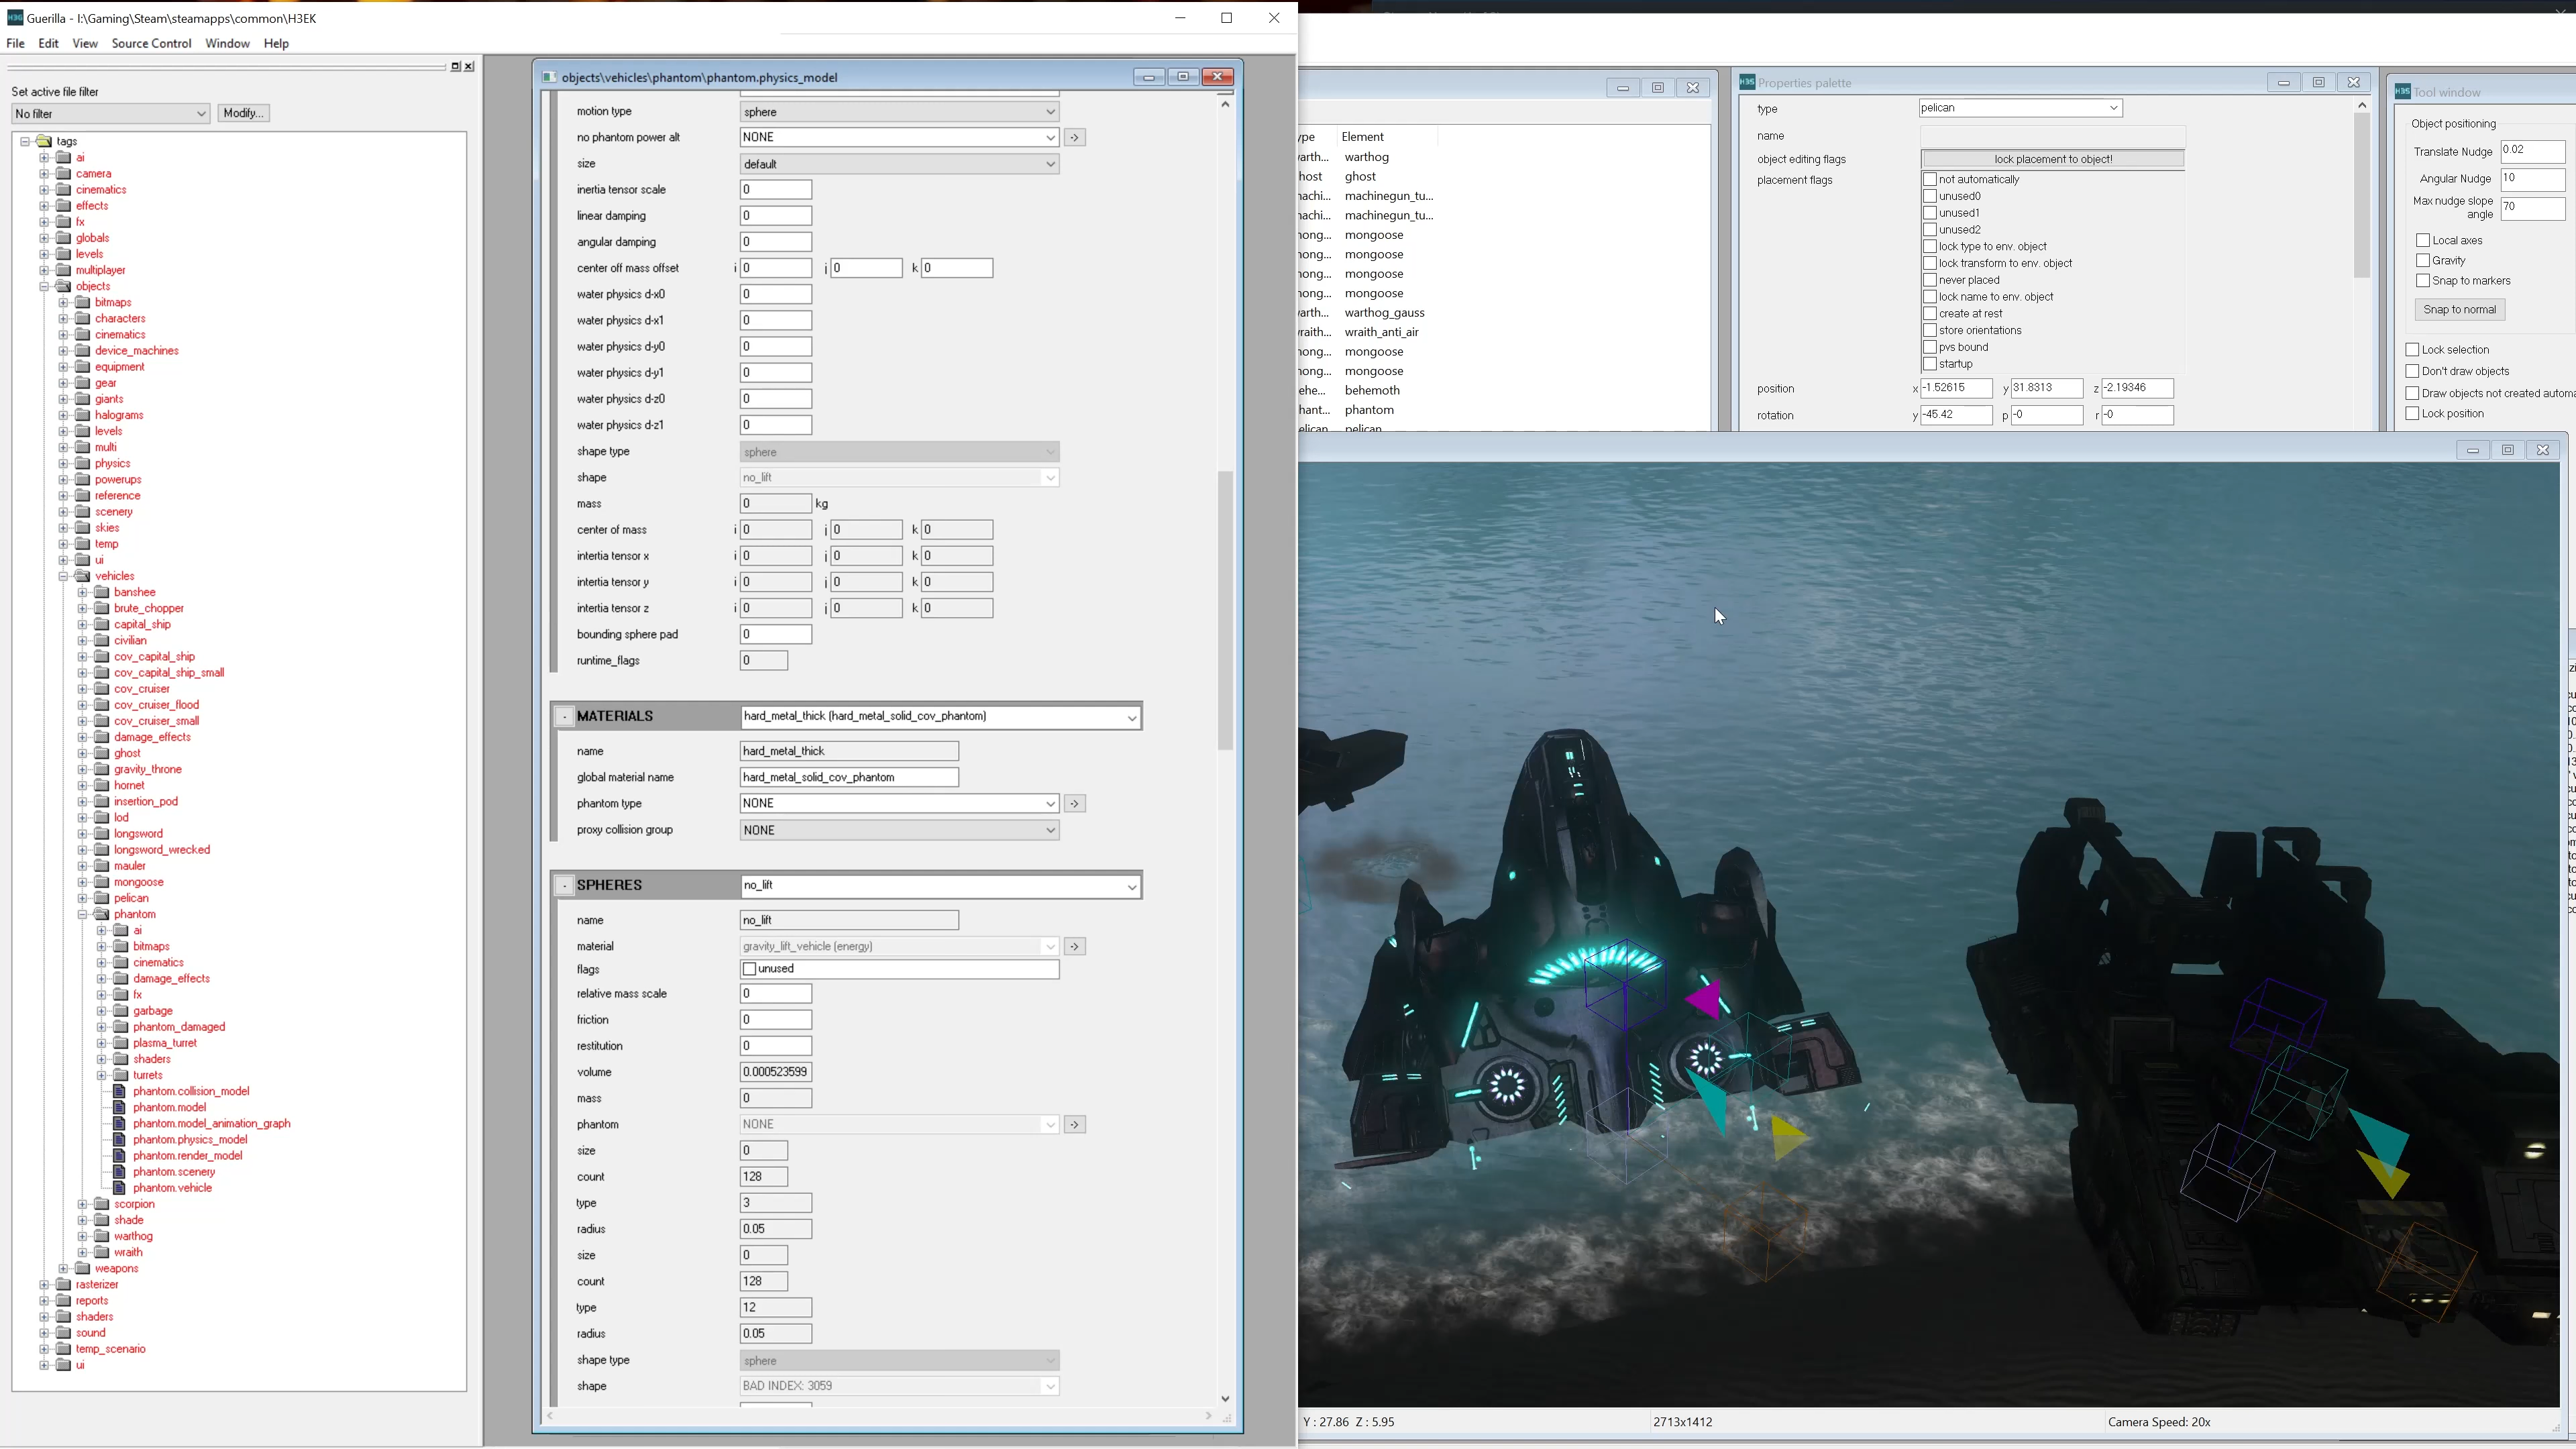 Guerilla - I:\Gaming\Steam\steamapps\common\H3EK
File Edit View Source Control Window Help
Set active file filter
No filter Modify...
tags
ai
camera
cinematics
effects
fx
globals
levels
multiplayer
objects
bitmaps
characters
cinematics
device_machines
equipment
gear
giants
halograms
levels
multi
physics
powerups
reference
scenery
skies
temp
ui
vehicles
banshee
brute_chopper
capital_ship
civilian
cov_capital_ship
cov_capital_ship_small
cov_cruiser
cov_cruiser_flood
cov_cruiser_small
damage_effects
ghost
gravity_throne
hornet
insertion_pod
lod
longsword
longsword_wrecked
mauler
mongoose
pelican
phantom
ai
bitmaps
cinematics
damage_effects
fx
garbage
phantom_damaged
plasma_turret
shaders
turrets
phantom.collision_model
phantom.model
phantom.model_animation_graph
phantom.physics_model
phantom.render_model
phantom.scenery
phantom.vehicle
scorpion
shade
warthog
wraith
weapons
rasterizer
reports
shaders
sound
temp_scenario
ui
objects\vehicles\phantom\phantom.physics_model
motion type sphere
no phantom power alt NONE ->
size default
inertia tensor scale 0
linear damping 0
angular damping 0
center off mass offset i 0 j 0 k 0
water physics d-x0 0
water physics d-x1 0
water physics d-y0 0
water physics d-y1 0
water physics d-z0 0
water physics d-z1 0
shape type sphere
shape no_lift
mass 0 kg
center of mass i 0 j 0 k 0
intertia tensor x i 0 j 0 k 0
intertia tensor y i 0 j 0 k 0
intertia tensor z i 0 j 0 k 0
bounding sphere pad 0
runtime_flags 0
- MATERIALS hard_metal_thick (hard_metal_solid_cov_phantom)
name hard_metal_thick
global material name hard_metal_solid_cov_phantom
phantom type NONE ->
proxy collision group NONE
- SPHERES no_lift
name no_lift
material gravity_lift_vehicle (energy) ->
flags unused
relative mass scale 0
friction 0
restitution 0
volume 0.000523599
mass 0
phantom NONE ->
size 0
count 128
type 3
radius 0.05
size 0
count 128
type 12
radius 0.05
shape type sphere
shape BAD INDEX: 3059
ype Element
arth... warthog
host ghost
nachi... machinegun_tu...
nachi... machinegun_tu...
nong... mongoose
nong... mongoose
nong... mongoose
nong... mongoose
arth... warthog_gauss
raith... wraith_anti_air
nong... mongoose
nong... mongoose
ehe... behemoth
hant... phantom
elican pelican
Properties palette
type pelican
name
object editing flags lock placement to object!
placement flags not automatically
unused0
unused1
unused2
lock type to env. object
lock transform to env. object
never placed
lock name to env. object
create at rest
store orientations
pvs bound
startup
position x -1.52615 y 31.8313 z -2.19346
rotation y -45.42 p -0 r -0
Tool window
Object positioning
Translate Nudge 0.02
Angular Nudge 10
Max nudge slope angle 70
Local axes
Gravity
Snap to markers
Snap to normal
Lock selection
Don't draw objects
Draw objects not created automa
Lock position
Y : 27.86 Z : 5.95 2713x1412 Camera Speed: 20x